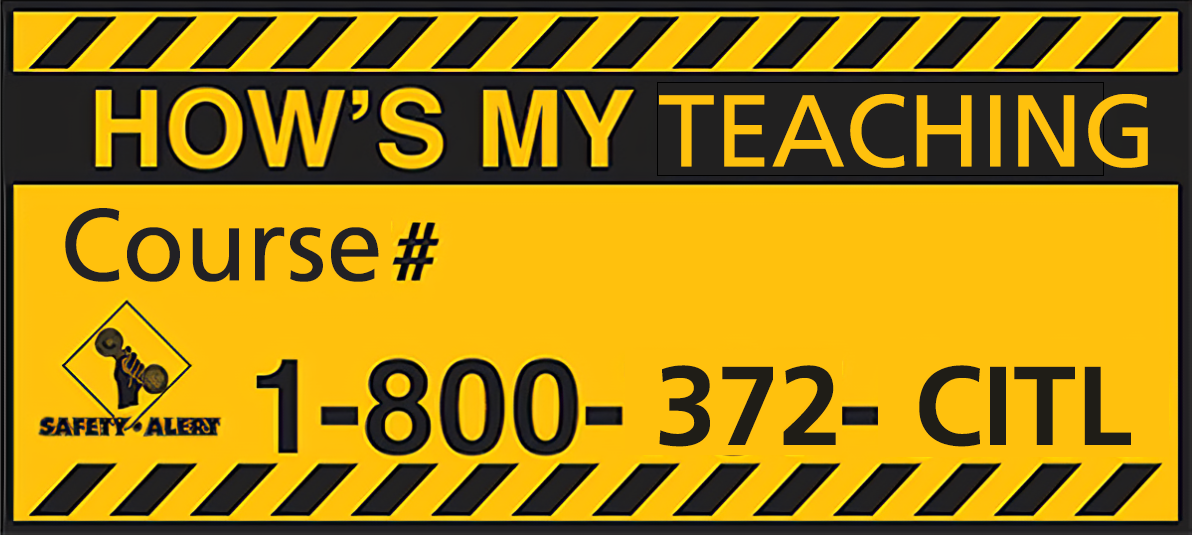 HOW'S MY TEACHING
Course #
SAFETY • ALERT
1-800- 372- CITL